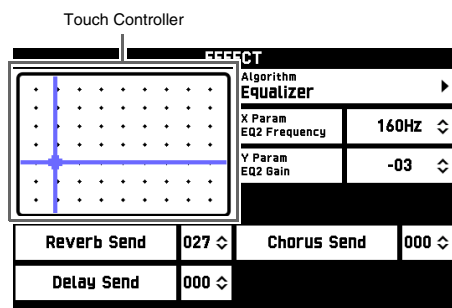 Touch Controller
EFFECT
Algorithm
Equalizer
X Param
EQ2 Frequency
160Hz
Y Param
EQ2 Gain
-03
Reverb Send 027
Chorus Send 000
Delay Send 000